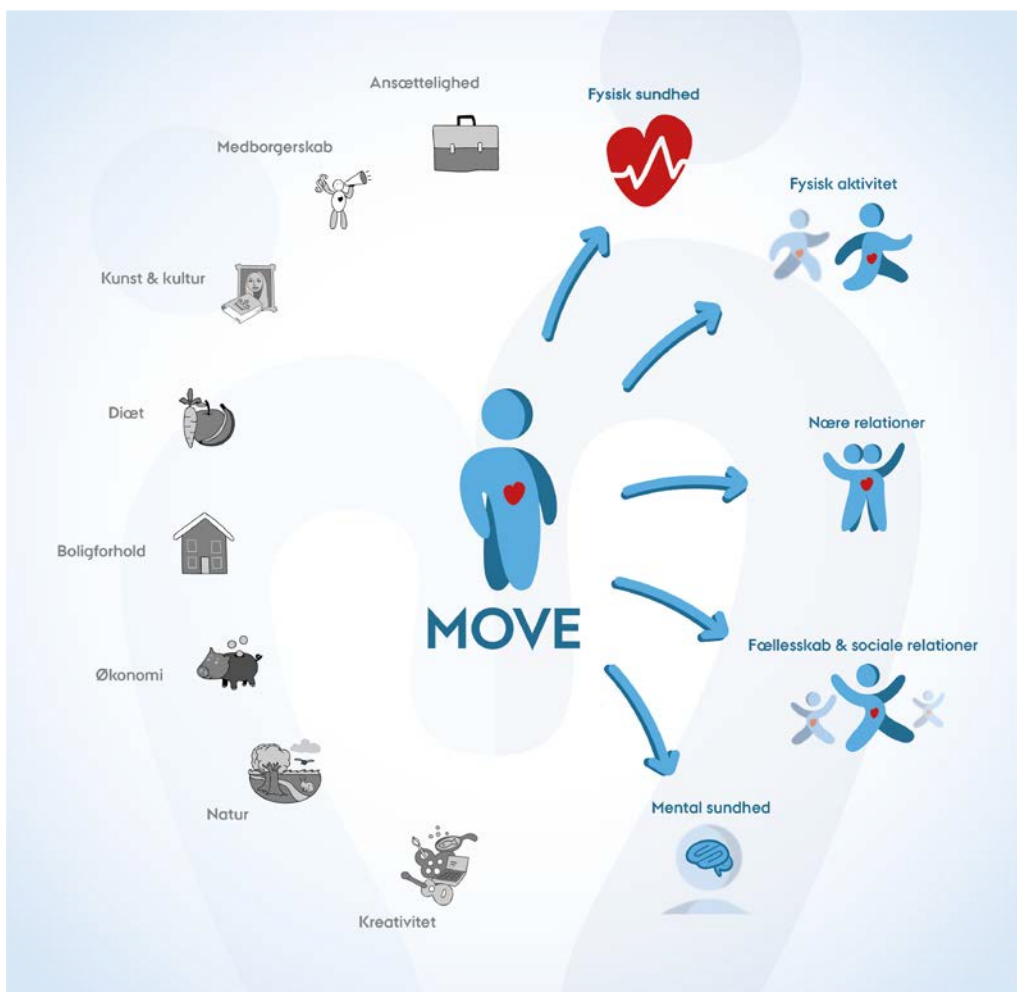 Ansættelighed
Fysisk sundhed
Medborgerskab
Fysisk aktivitet
Kunst & kultur
Diæt
Nære relationer
Boligforhold
MOVE
Fællesskab & sociale relationer
Økonomi
Natur
Mental sundhed
Kreativitet